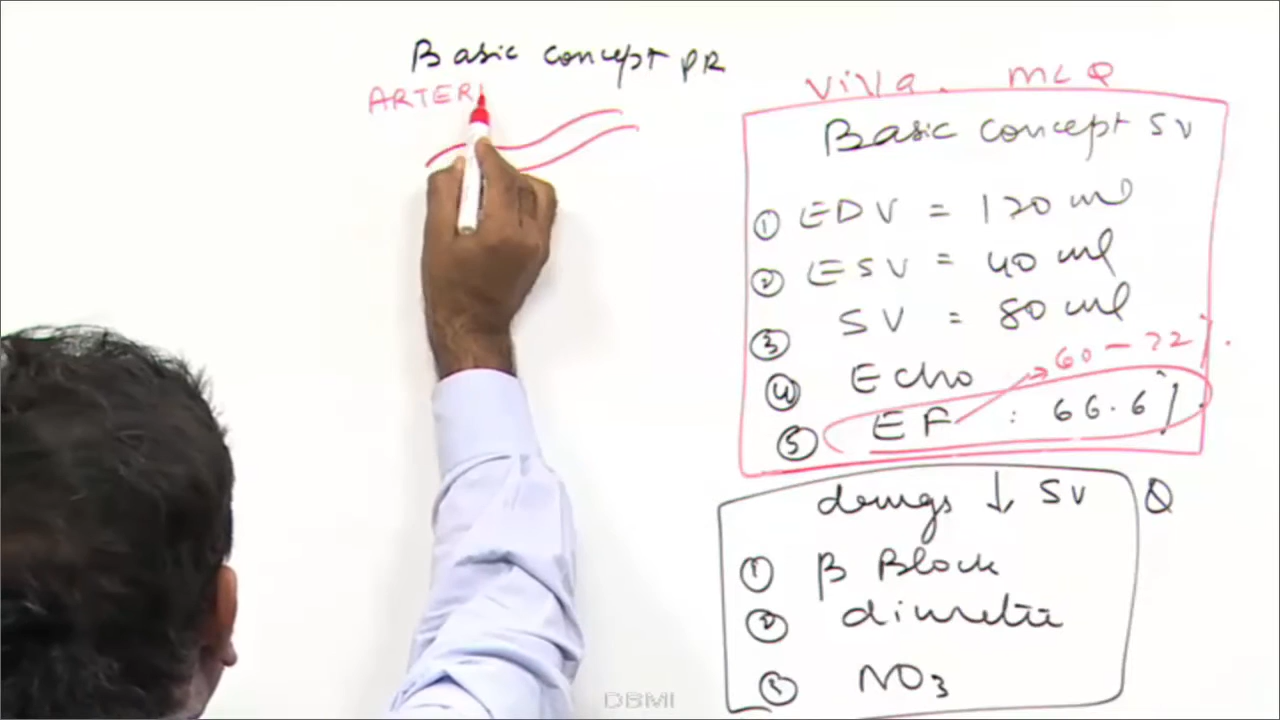 Basic concept PR
ARTERI
Viva. MCQ
Basic concept SV
① EDV = 120 ml
② ESV = 40 ml
③ SV = 80 ml
④ Echo
60-72%.
⑤ EF : 66.6%
drugs ↓ SV Q
① β Block
② diuretic
③ NO3
DBMI